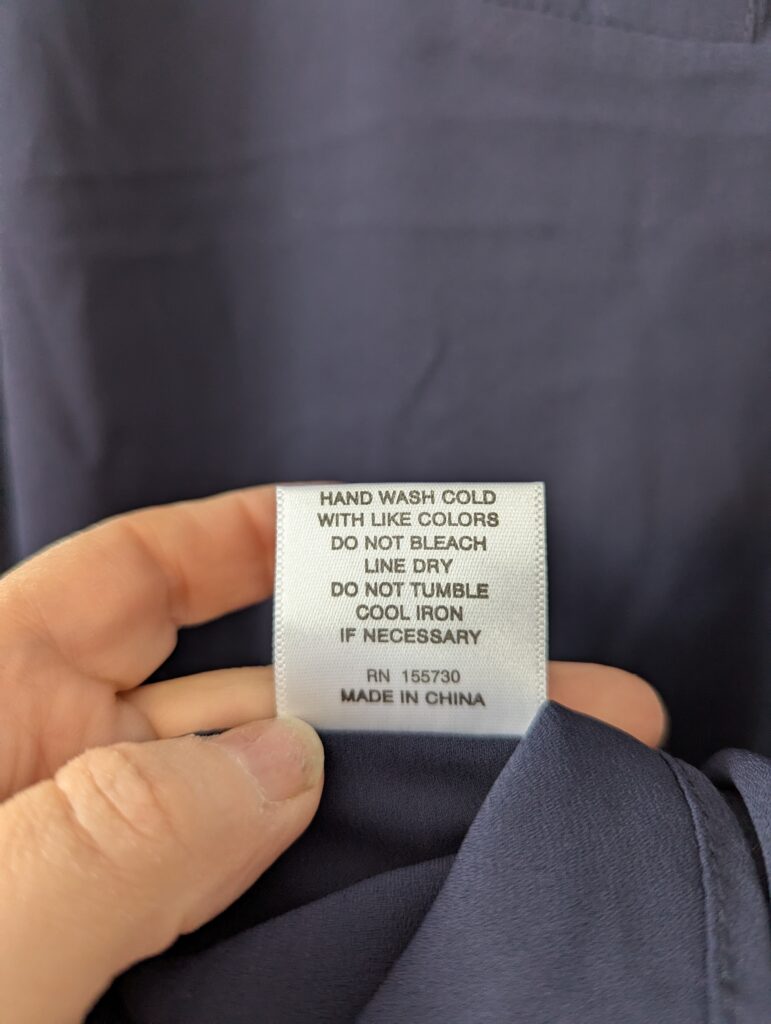 HAND WASH COLD
WITH LIKE COLORS
DO NOT BLEACH
LINE DRY
DO NOT TUMBLE
COOL IRON
IF NECESSARY
RN 155730
MADE IN CHINA